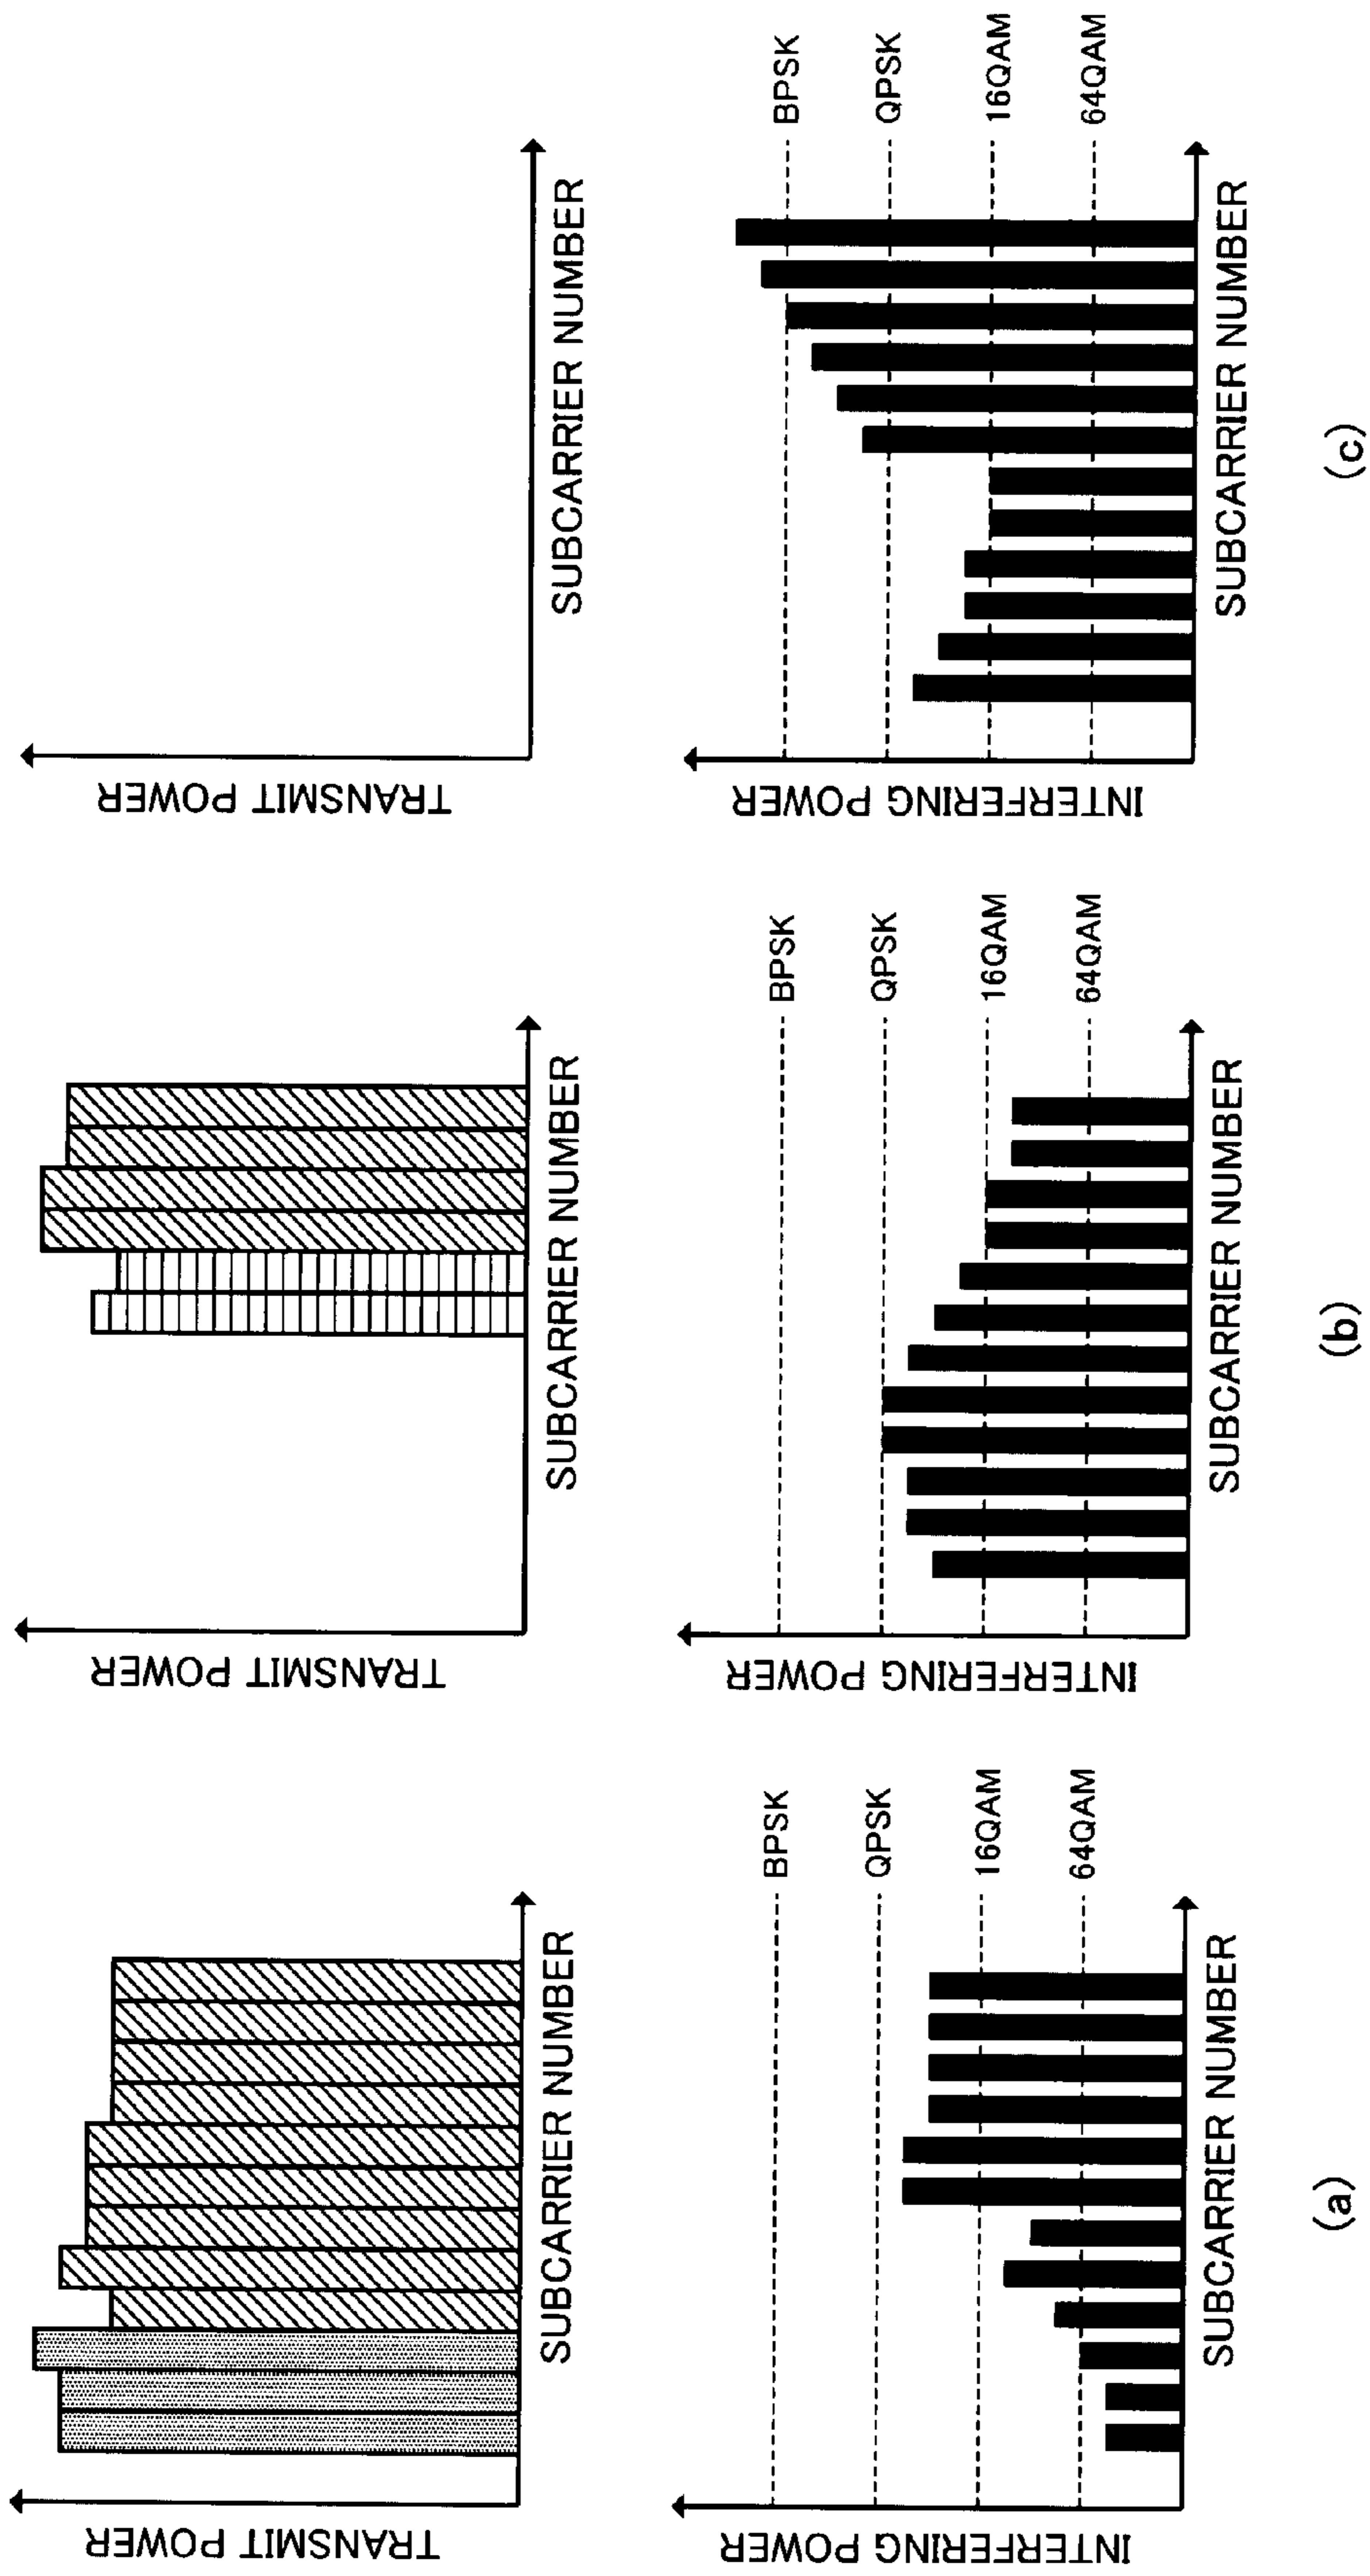 TRANSMIT POWER
SUBCARRIER NUMBER
INTERFERING POWER
BPSK
QPSK
16QAM
64QAM
SUBCARRIER NUMBER
(a)
TRANSMIT POWER
SUBCARRIER NUMBER
INTERFERING POWER
BPSK
QPSK
16QAM
64QAM
SUBCARRIER NUMBER
(b)
TRANSMIT POWER
SUBCARRIER NUMBER
INTERFERING POWER
BPSK
QPSK
16QAM
64QAM
SUBCARRIER NUMBER
(c)